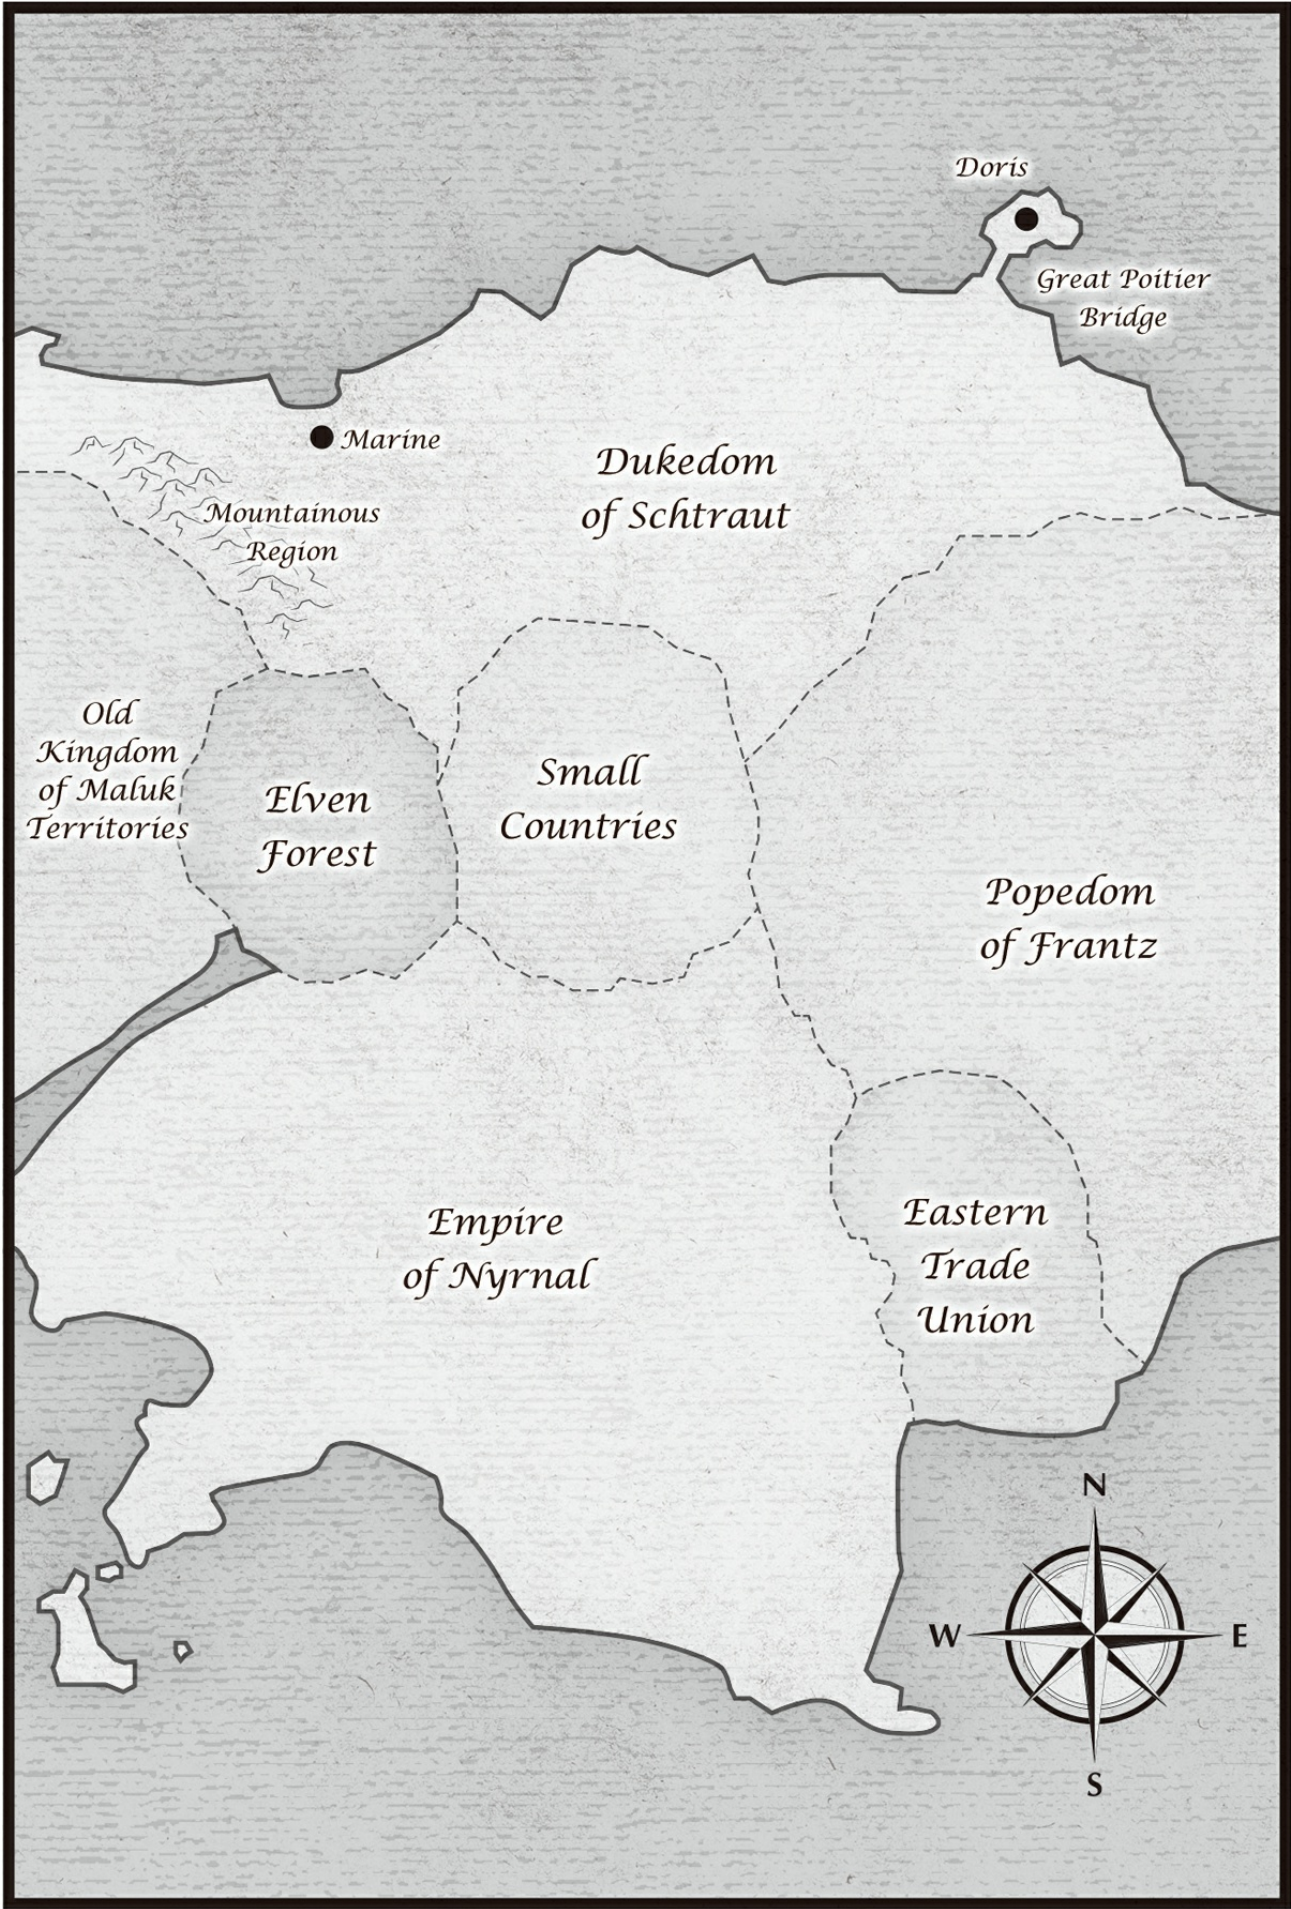 Doris
Great Poitier
Bridge
Marine
Dukedom
of Schtraut
Mountainous
Region
Old
Kingdom
of Maluk
Territories
Elven
Forest
Small
Countries
Popedom
of Frantz
Empire
of Nyrnal
Eastern
Trade
Union
N
W
E
S